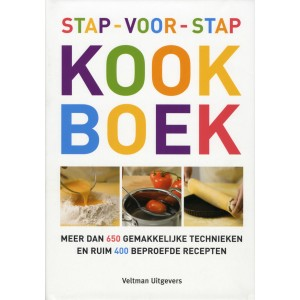 STAP-VOOR-STAP
KOOK
BOEK
MEER DAN 650 GEMAKKELIJKE TECHNIEKEN
EN RUIM 400 BEPROEFDE RECEPTEN
Veltman Uitgevers